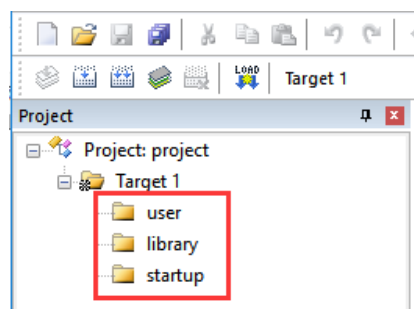 LOAD
Target 1
Project
Project: project
Target 1
user
library
startup